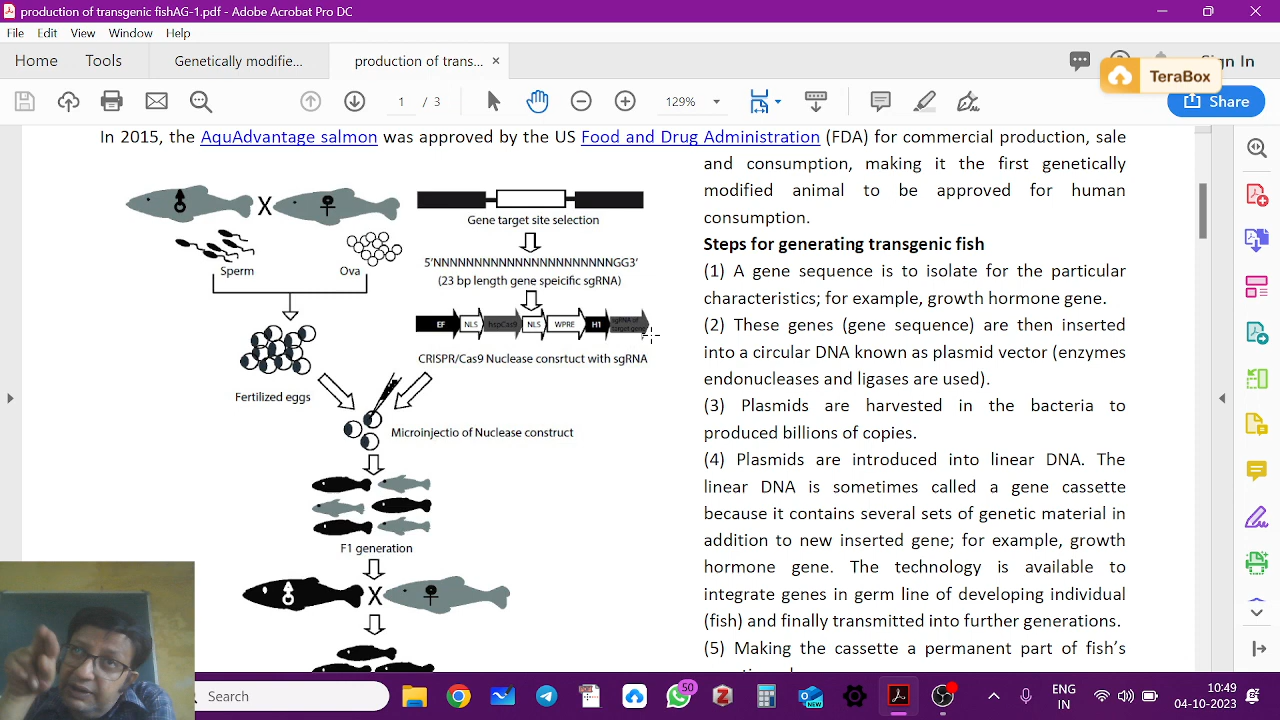 production of transgenic fishAG-1.pdf - Adobe Acrobat Pro DC
File Edit View Window Help
Home Tools Genetically modifie... production of trans... ×
Sign In
TeraBox
1 / 3 129%
Share
In 2015, the AquAdvantage salmon was approved by the US Food and Drug Administration (FDA) for commercial production, sale
and consumption, making it the first genetically
modified animal to be approved for human
consumption.
Steps for generating transgenic fish
(1) A gene sequence is to isolate for the particular
characteristics; for example, growth hormone gene.
(2) These genes (gene sequence) are then inserted
into a circular DNA known as plasmid vector (enzymes
endonucleases and ligases are used).
(3) Plasmids are harvested in the bacteria to
produced billions of copies.
(4) Plasmids are introduced into linear DNA. The
linear DNA is sometimes called a gene cassette
because it contains several sets of genetic material in
addition to new inserted gene; for example, growth
hormone gene. The technology is available to
integrate genes in germ line of developing individual
(fish) and finally transmitted into further generations.
(5) Making the cassette a permanent part of fish's
X
Sperm
Ova
Fertilized eggs
Gene target site selection
5'NNNNNNNNNNNNNNNNNNNNNGG3'
(23 bp length gene speicific sgRNA)
EF NLS hspCas9 NLS WPRE H1 sgRNA of
target gene
CRISPR/Cas9 Nuclease consrtuct with sgRNA
Microinjectio of Nuclease construct
F1 generation
X
Search
50
NEW
ENG
IN
10:49
04-10-2023